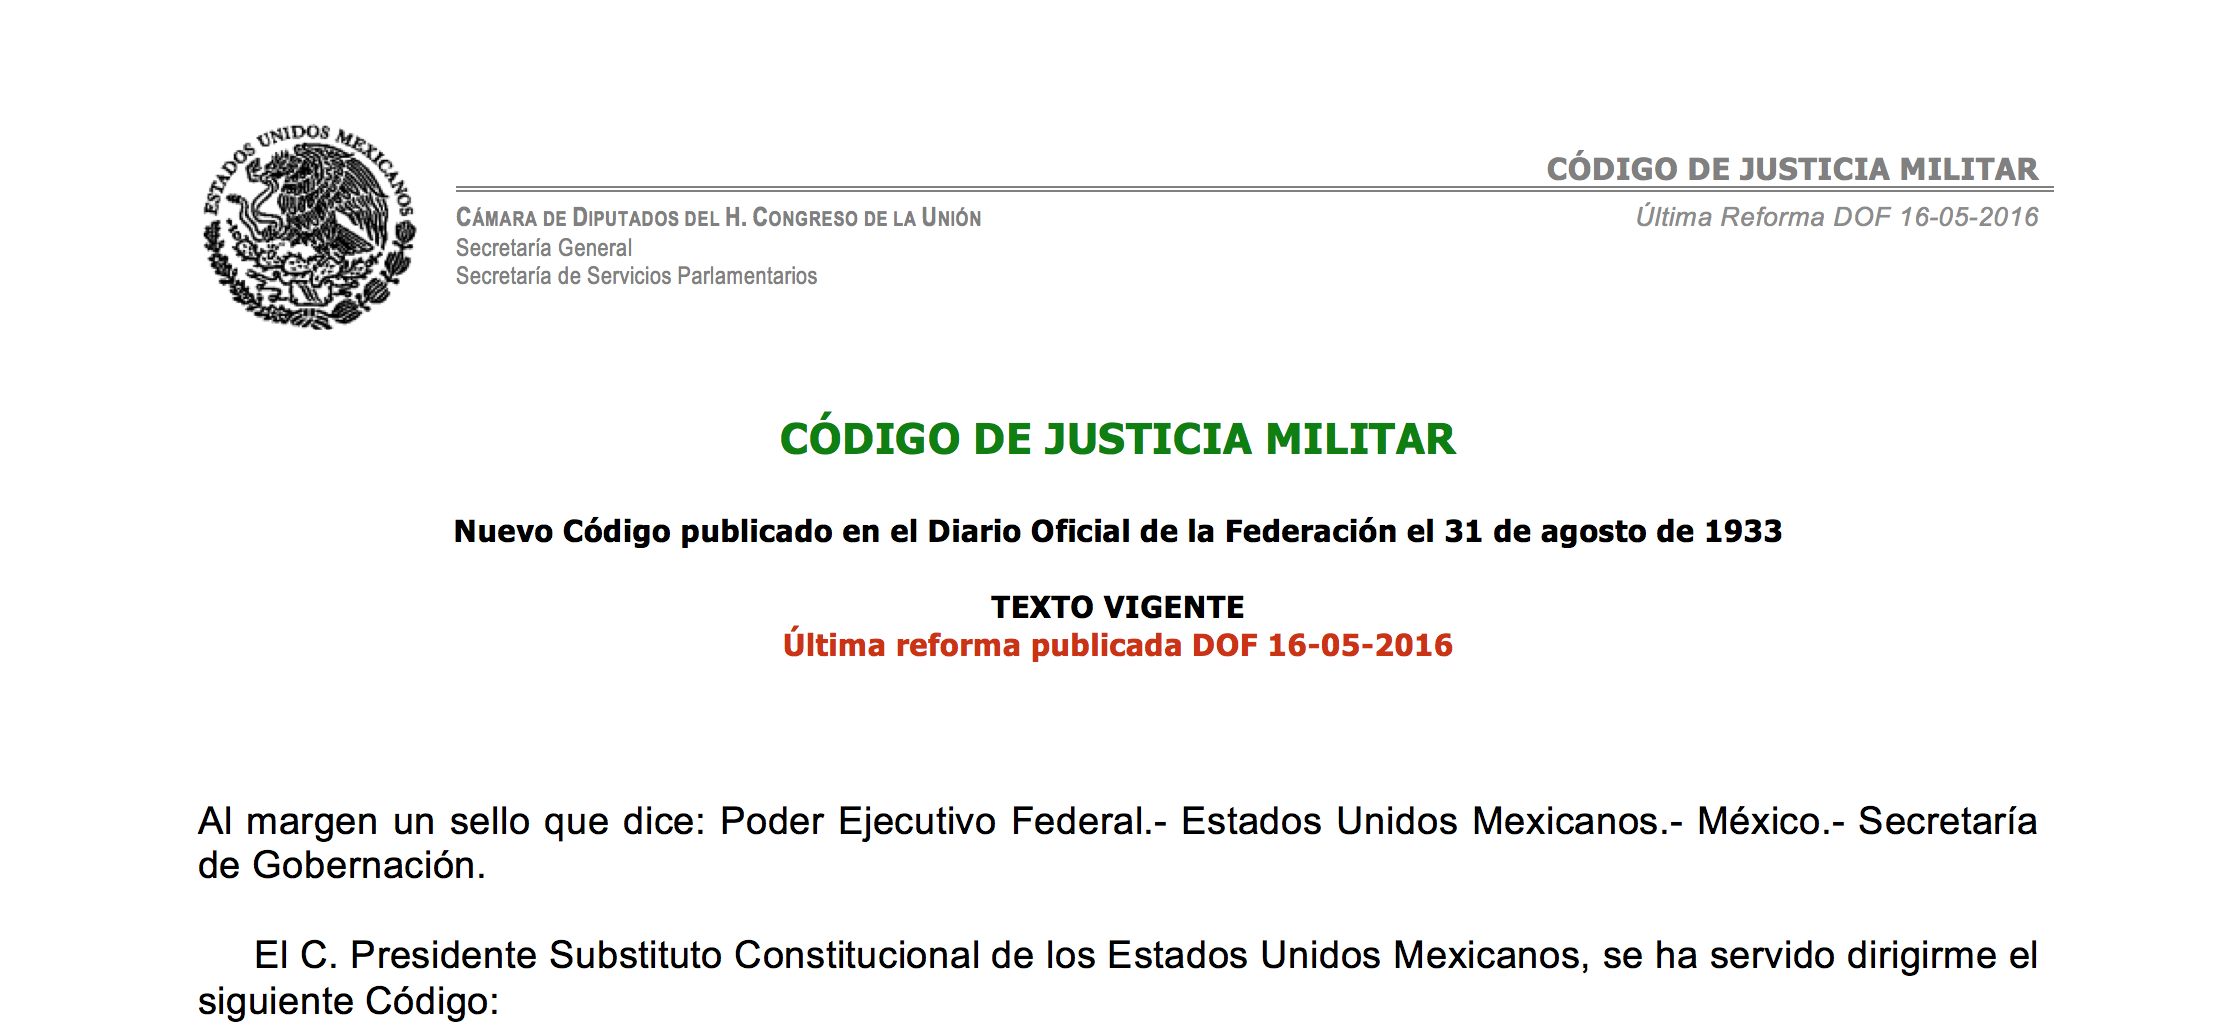 ESTADOS UNIDOS MEXICANOS
CÓDIGO DE JUSTICIA MILITAR
CÁMARA DE DIPUTADOS DEL H. CONGRESO DE LA UNIÓN
Última Reforma DOF 16-05-2016
Secretaría General
Secretaría de Servicios Parlamentarios
CÓDIGO DE JUSTICIA MILITAR
Nuevo Código publicado en el Diario Oficial de la Federación el 31 de agosto de 1933
TEXTO VIGENTE
Última reforma publicada DOF 16-05-2016
Al margen un sello que dice: Poder Ejecutivo Federal.- Estados Unidos Mexicanos.- México.- Secretaría
de Gobernación.
El C. Presidente Substituto Constitucional de los Estados Unidos Mexicanos, se ha servido dirigirme el
siguiente Código: